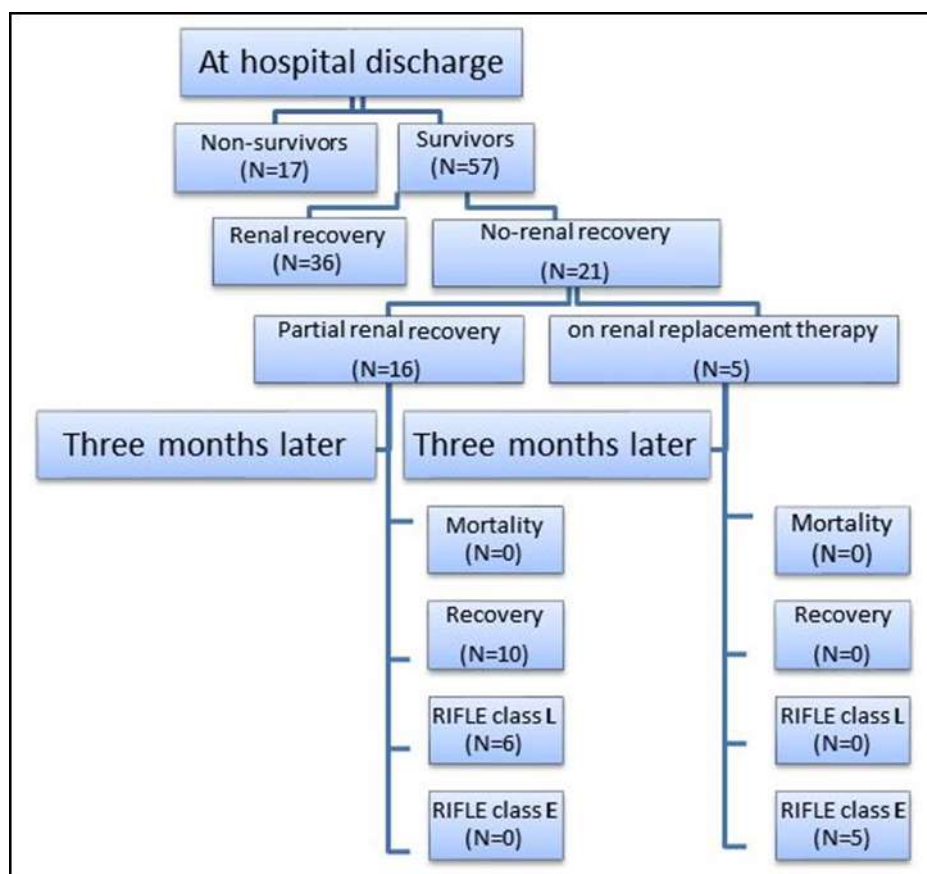 At hospital discharge
Non-survivors
(N=17)
Survivors
(N=57)
Renal recovery
(N=36)
No-renal recovery
(N=21)
Partial renal recovery
(N=16)
on renal replacement therapy
(N=5)
Three months later
Three months later
Mortality
(N=0)
Recovery
(N=10)
RIFLE class L
(N=6)
RIFLE class E
(N=0)
Mortality
(N=0)
Recovery
(N=0)
RIFLE class L
(N=0)
RIFLE class E
(N=5)